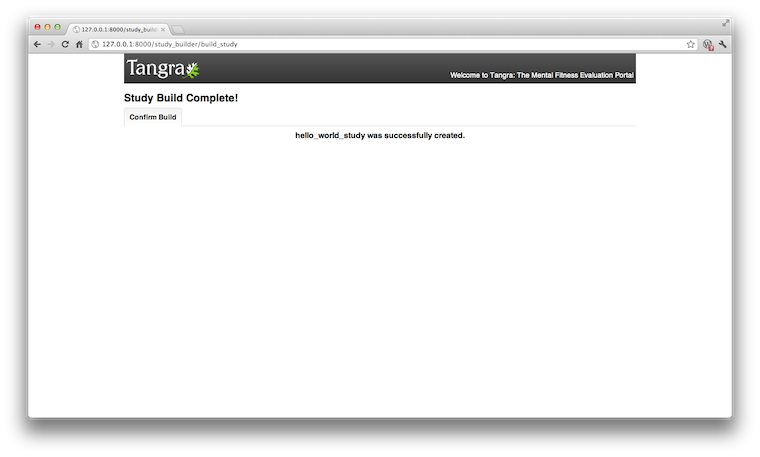 127.0.0.1:8000/study_build
127.0.0.1:8000/study_builder/build_study
Tangra
Welcome to Tangra: The Mental Fitness Evaluation Portal
Study Build Complete!
Confirm Build
hello_world_study was successfully created.